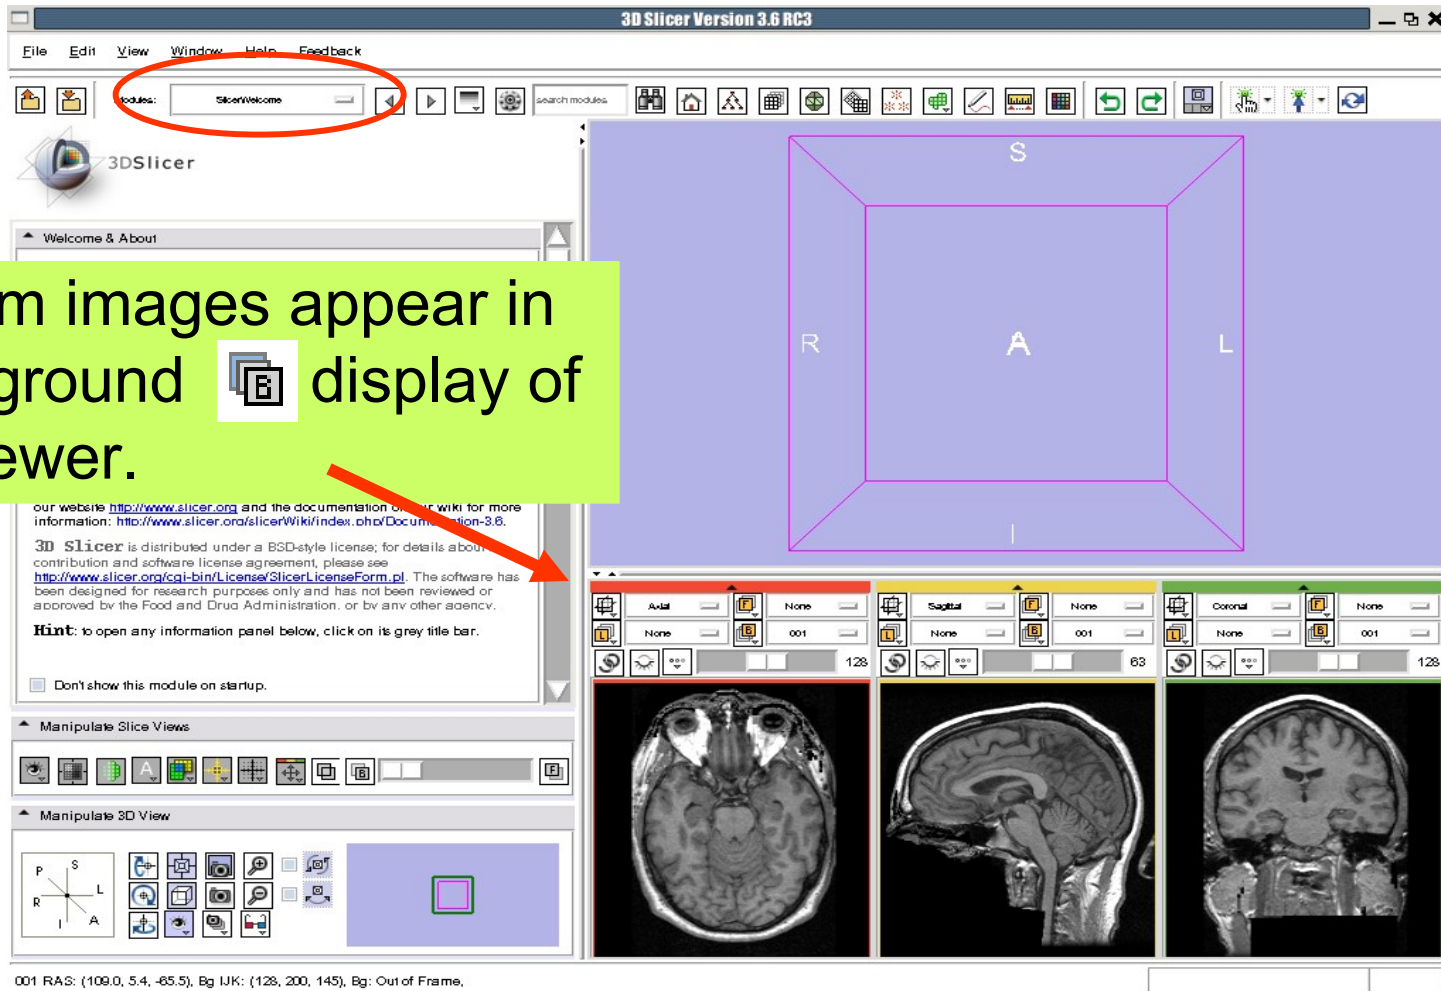 3D Slicer Version 3.6 RC3
File Edit View Window Help Feedback
Modules: SlicerWelcome search modules
3DSlicer
Welcome & About
m images appear in
ground B display of
ewer.
our website http://www.slicer.org and the documentation on our wiki for more
information: http://www.slicer.org/slicerWiki/index.php/Documentation-3.6.
3D Slicer is distributed under a BSD-style license; for details about
contribution and software license agreement, please see
http://www.slicer.org/cgi-bin/License/SlicerLicenseForm.pl. The software has
been designed for research purposes only and has not been reviewed or
approved by the Food and Drug Administration, or by any other agency.
Hint: to open any information panel below, click on its grey title bar.
Don't show this module on startup.
Manipulate Slice Views
A B F
Manipulate 3D View
P S
R L
I A
S
R A L
I
Axial F None
L None B 001
128
Sagittal F None
L None B 001
63
Coronal F None
L None B 001
128
001 RAS: (109.0, 5.4, -65.5), Bg IJK: (128, 200, 145), Bg: Out of Frame,